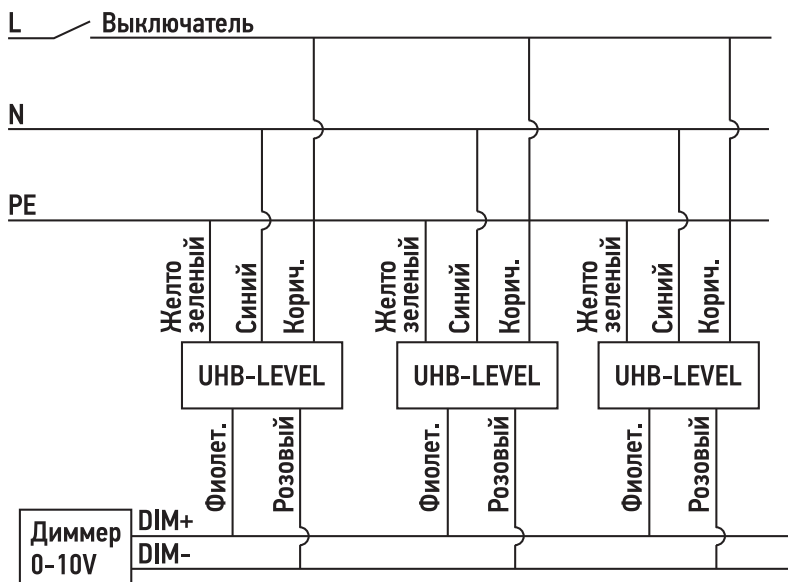 L Выключатель
N
PE
Желто
зеленый
Синий
Корич.
Желто
зеленый
Синий
Корич.
Желто
зеленый
Синий
Корич.
UHB-LEVEL
UHB-LEVEL
UHB-LEVEL
Фиолет.
Розовый
Фиолет.
Розовый
Фиолет.
Розовый
Диммер
0-10V
DIM+
DIM-